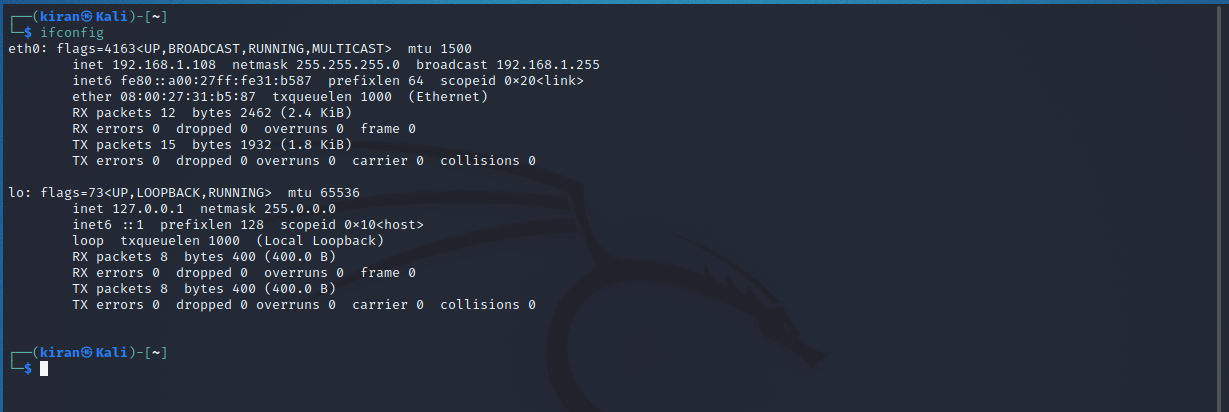 ┌──(kiran㉿Kali)-[~]
└─$ ifconfig
eth0: flags=4163<UP,BROADCAST,RUNNING,MULTICAST>  mtu 1500
        inet 192.168.1.108  netmask 255.255.255.0  broadcast 192.168.1.255
        inet6 fe80::a00:27ff:fe31:b587  prefixlen 64  scopeid 0×20<link>
        ether 08:00:27:31:b5:87  txqueuelen 1000  (Ethernet)
        RX packets 12  bytes 2462 (2.4 KiB)
        RX errors 0  dropped 0  overruns 0  frame 0
        TX packets 15  bytes 1932 (1.8 KiB)
        TX errors 0  dropped 0 overruns 0  carrier 0  collisions 0

lo: flags=73<UP,LOOPBACK,RUNNING>  mtu 65536
        inet 127.0.0.1  netmask 255.0.0.0
        inet6 ::1  prefixlen 128  scopeid 0×10<host>
        loop  txqueuelen 1000  (Local Loopback)
        RX packets 8  bytes 400 (400.0 B)
        RX errors 0  dropped 0  overruns 0  frame 0
        TX packets 8  bytes 400 (400.0 B)
        TX errors 0  dropped 0 overruns 0  carrier 0  collisions 0

┌──(kiran㉿Kali)-[~]
└─$